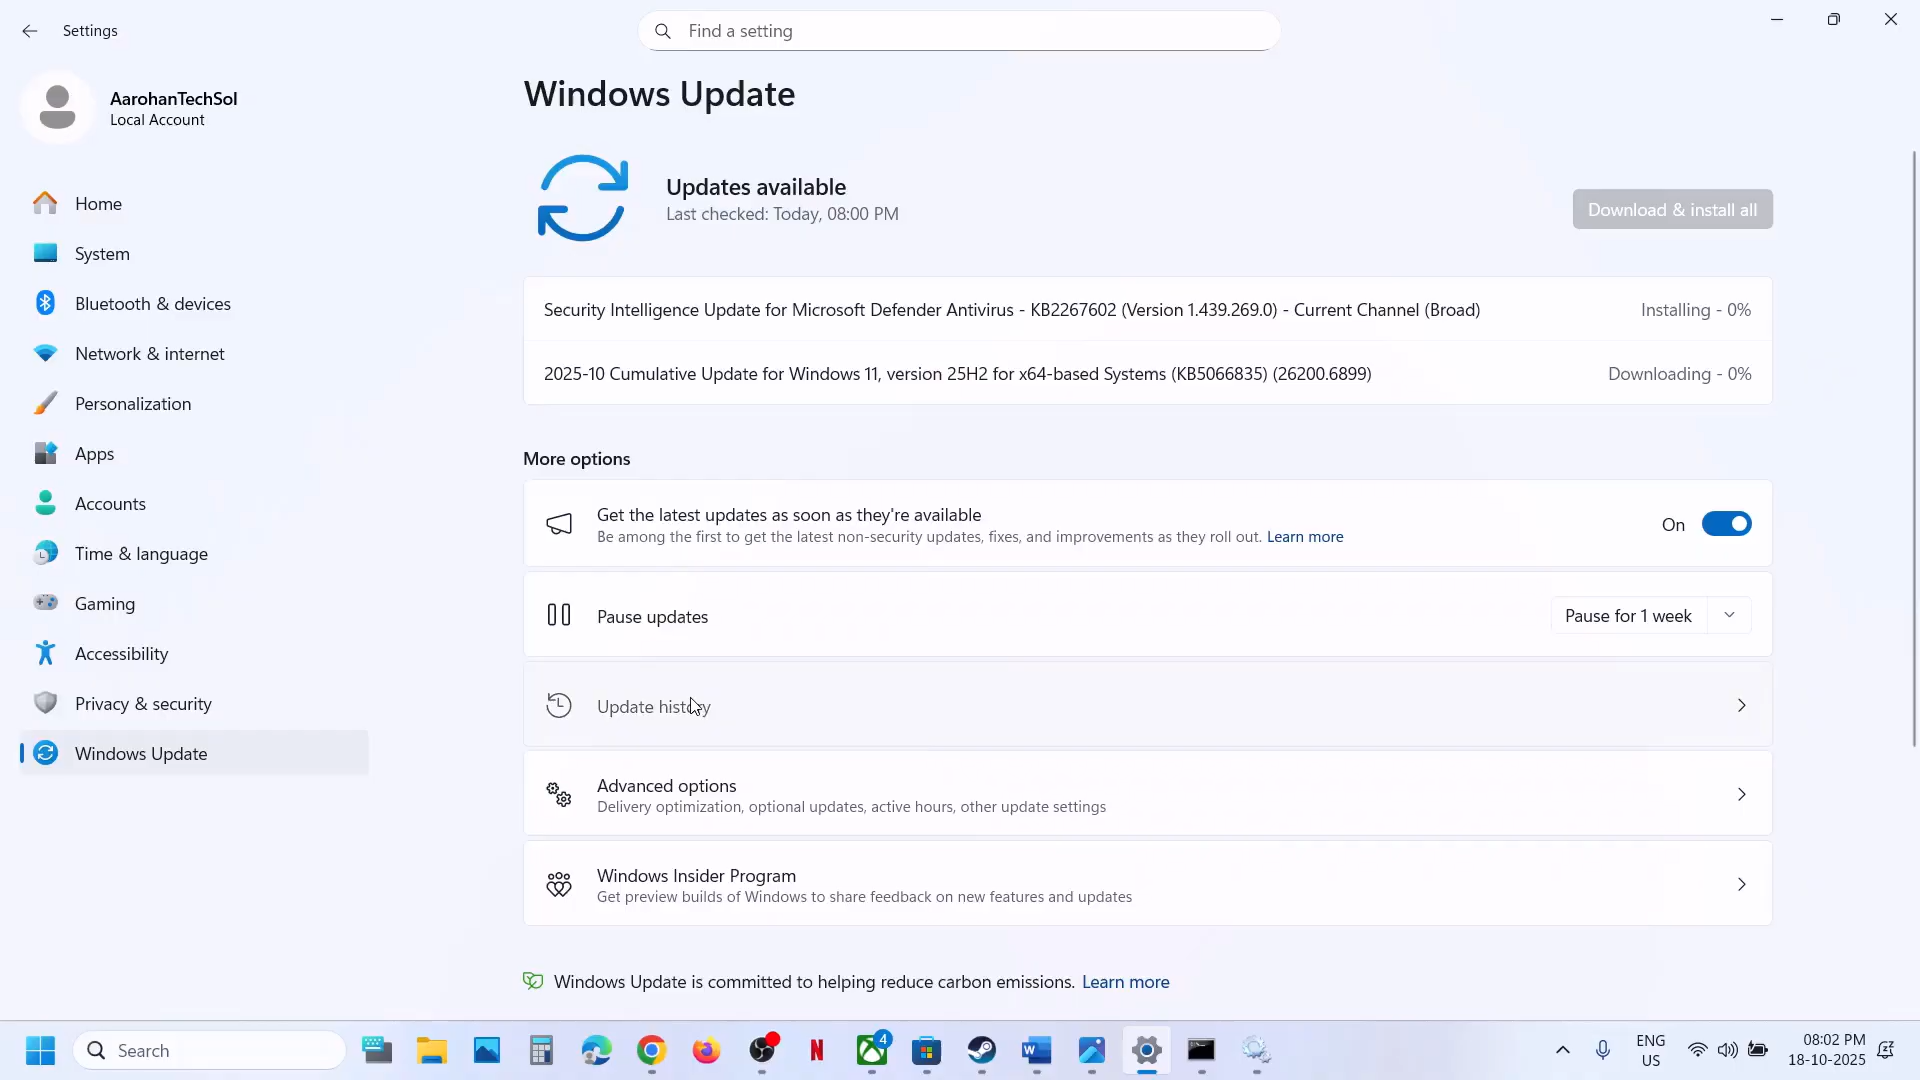 Settings
Find a setting
AarohanTechSol
Local Account
Home
System
Bluetooth & devices
Network & internet
Personalization
Apps
Accounts
Time & language
Gaming
Accessibility
Privacy & security
Windows Update
Windows Update
Updates available
Last checked: Today, 08:00 PM
Download & install all
Security Intelligence Update for Microsoft Defender Antivirus - KB2267602 (Version 1.439.269.0) - Current Channel (Broad) Installing - 0%
2025-10 Cumulative Update for Windows 11, version 25H2 for x64-based Systems (KB5066835) (26200.6899) Downloading - 0%
More options
Get the latest updates as soon as they're available
Be among the first to get the latest non-security updates, fixes, and improvements as they roll out. Learn more
On
Pause updates Pause for 1 week
Update history
Advanced options
Delivery optimization, optional updates, active hours, other update settings
Windows Insider Program
Get preview builds of Windows to share feedback on new features and updates
Windows Update is committed to helping reduce carbon emissions. Learn more
Search
N
4
W
ENG
US
08:02 PM
18-10-2025